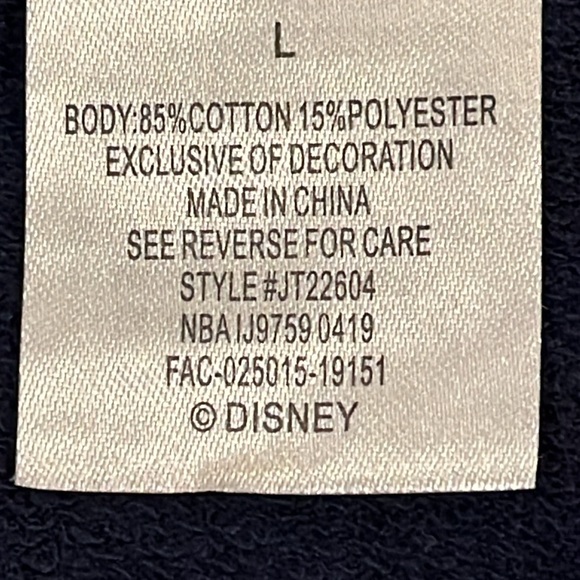 L
BODY:85%COTTON 15%POLYESTER
EXCLUSIVE OF DECORATION
MADE IN CHINA
SEE REVERSE FOR CARE
STYLE #JT22604
NBA IJ9759 0419
FAC-025015-19151
© DISNEY